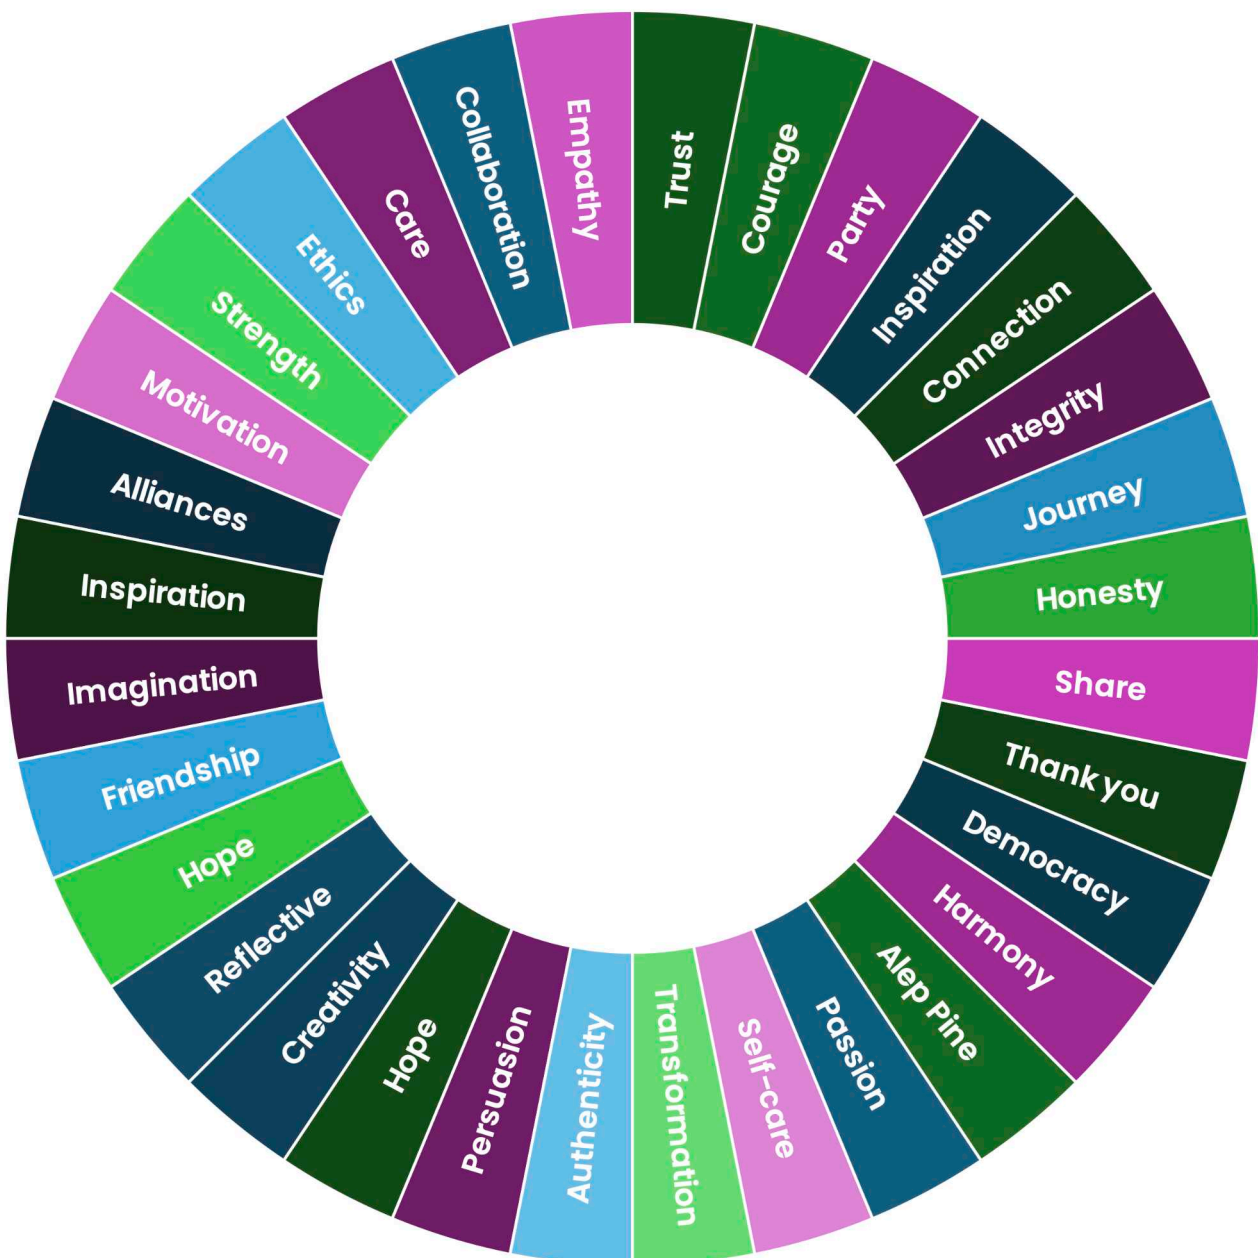 Trust
Courage
Party
Inspiration
Connection
Integrity
Journey
Honesty
Share
Thank you
Democracy
Harmony
Alep Pine
Passion
Self-care
Transformation
Authenticity
Persuasion
Hope
Creativity
Reflective
Hope
Friendship
Imagination
Inspiration
Alliances
Motivation
Strength
Ethics
Care
Collaboration
Empathy